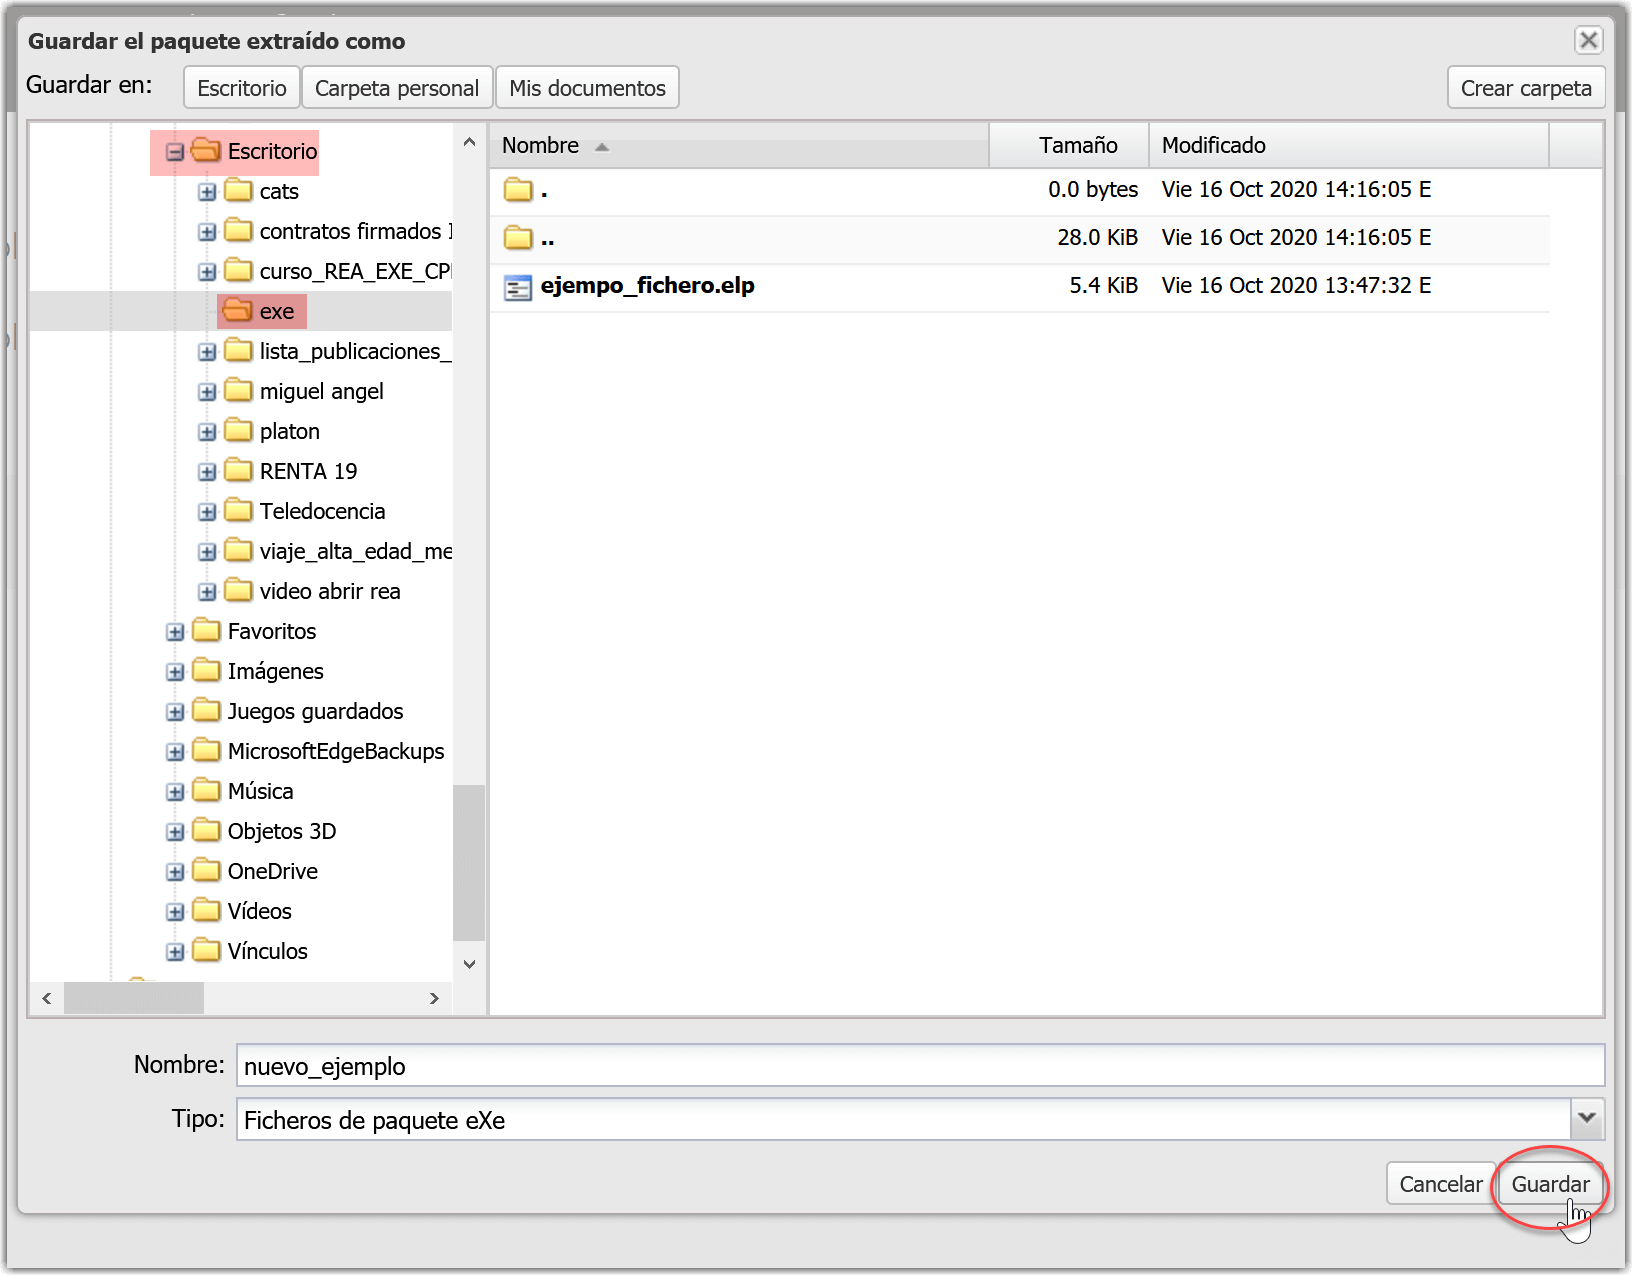 Guardar el paquete extraído como
Guardar en: Escritorio Carpeta personal Mis documentos Crear carpeta
Nombre Tamaño Modificado
. 0.0 bytes Vie 16 Oct 2020 14:16:05 E
.. 28.0 KiB Vie 16 Oct 2020 14:16:05 E
ejempo_fichero.elp 5.4 KiB Vie 16 Oct 2020 13:47:32 E
Escritorio
cats
contratos firmados
curso_REA_EXE_CP
exe
lista_publicaciones_
miguel angel
platon
RENTA 19
Teledocencia
viaje_alta_edad_me
video abrir rea
Favoritos
Imágenes
Juegos guardados
MicrosoftEdgeBackups
Música
Objetos 3D
OneDrive
Vídeos
Vínculos
Nombre: nuevo_ejemplo
Tipo: Ficheros de paquete eXe
Cancelar Guardar